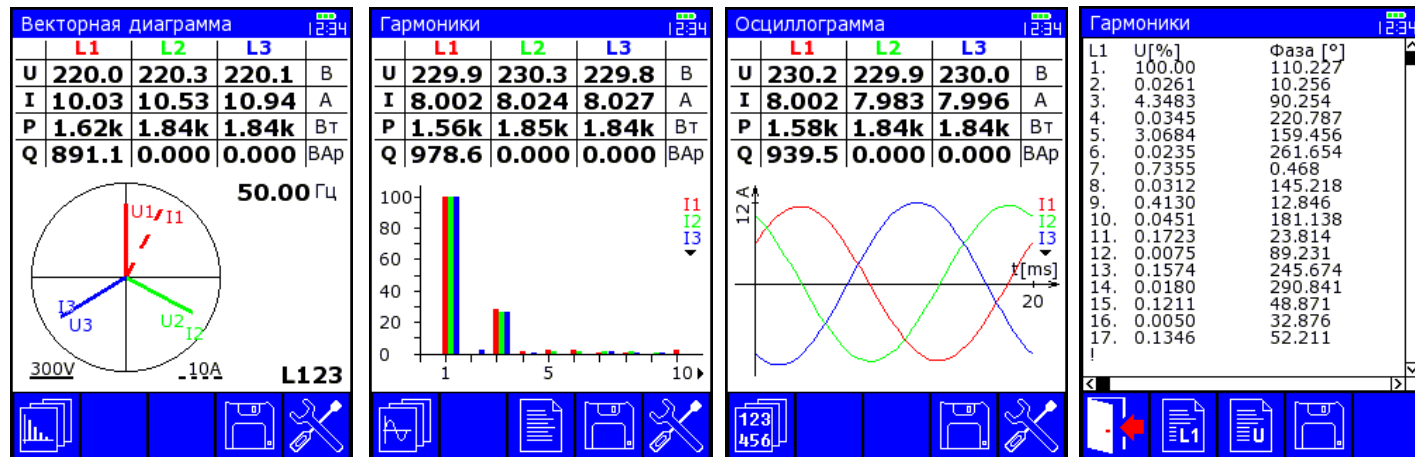 Векторная диаграмма 12:34
L1 L2 L3
U 220.0 220.3 220.1 В
I 10.03 10.53 10.94 А
P 1.62k 1.84k 1.84k Вт
Q 891.1 0.000 0.000 ВАр
50.00 Гц
U1 I1
I3
U3 U2 I2
300V 10A L123
Гармоники 12:34
L1 L2 L3
U 229.9 230.3 229.8 В
I 8.002 8.024 8.027 А
P 1.56k 1.85k 1.84k Вт
Q 978.6 0.000 0.000 ВАр
100 I1
I2
80 I3
60
40
20
0
1 5 10
Осциллограмма 12:34
L1 L2 L3
U 230.2 229.9 230.0 В
I 8.002 7.983 7.996 А
P 1.58k 1.84k 1.84k Вт
Q 939.5 0.000 0.000 ВАр
12 A I1
I2
I3
t[ms]
20
123
456
Гармоники 12:34
L1 U[%] Фаза [°]
1. 100.00 110.227
2. 0.0261 10.256
3. 4.3483 90.254
4. 0.0345 220.787
5. 3.0684 159.456
6. 0.0235 261.654
7. 0.7355 0.468
8. 0.0312 145.218
9. 0.4130 12.846
10. 0.0451 181.138
11. 0.1723 23.814
12. 0.0075 89.231
13. 0.1574 245.674
14. 0.0180 290.841
15. 0.1211 48.871
16. 0.0050 32.876
17. 0.1346 52.211
!
L1 U